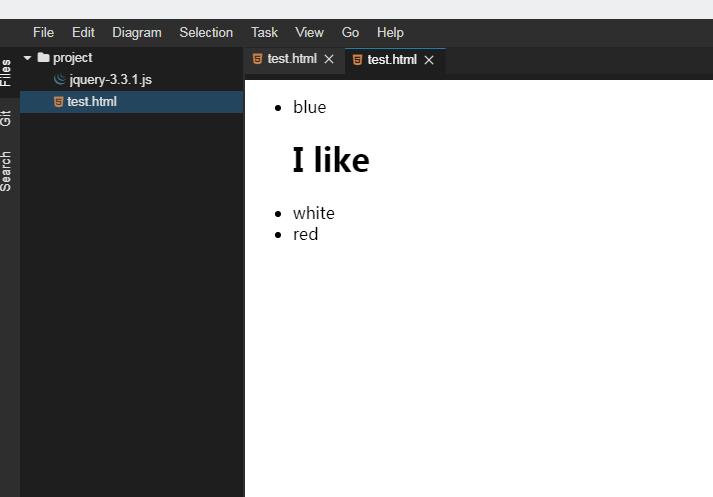 File Edit Diagram Selection Task View Go Help
Files
Git
Search
project
jquery-3.3.1.js
test.html
test.html test.html
blue
I like
white
red